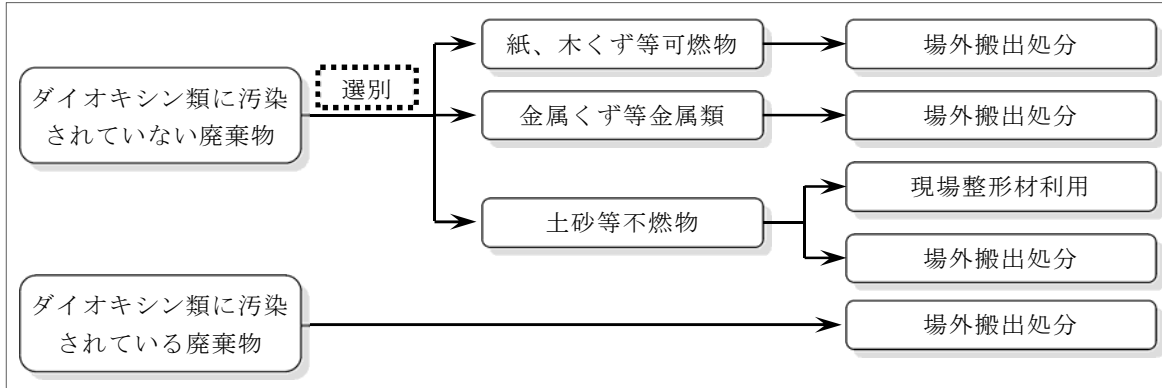 紙、木くず等可燃物
場外搬出処分
ダイオキシン類に汚染
されていない廃棄物
選別
金属くず等金属類
場外搬出処分
土砂等不燃物
現場整形材利用
場外搬出処分
ダイオキシン類に汚染
されている廃棄物
場外搬出処分